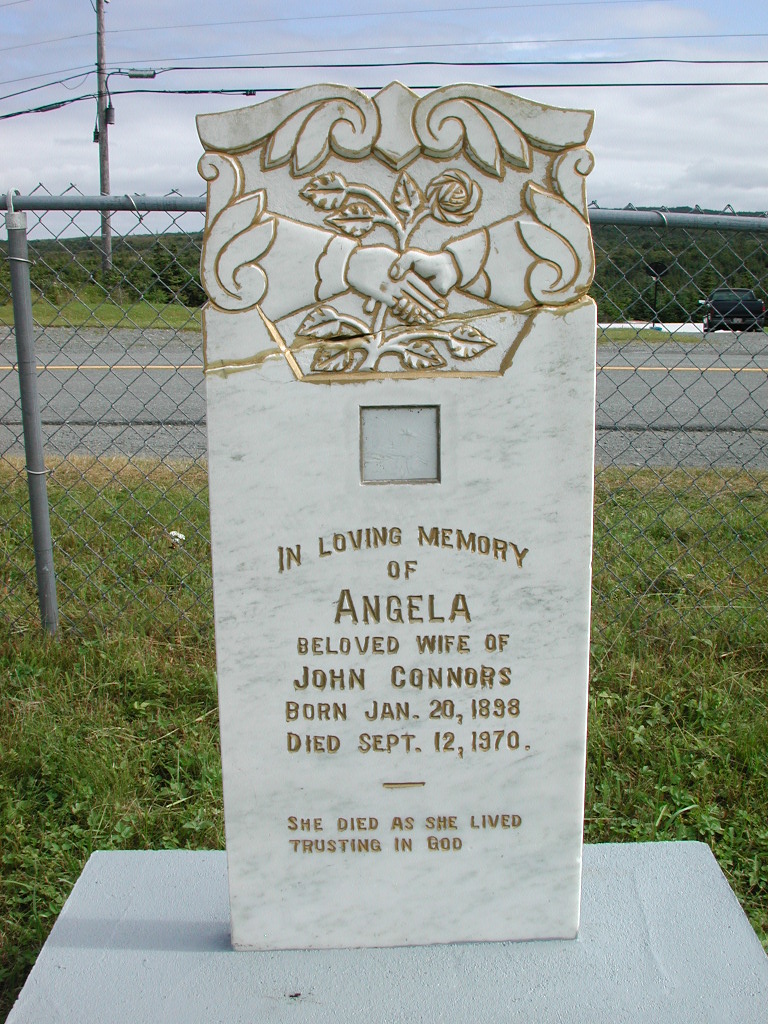 IN LOVING MEMORY
OF
ANGELA
BELOVED WIFE OF
JOHN CONNORS
BORN JAN. 20, 1898
DIED SEPT. 12, 1970.
SHE DIED AS SHE LIVED
TRUSTING IN GOD